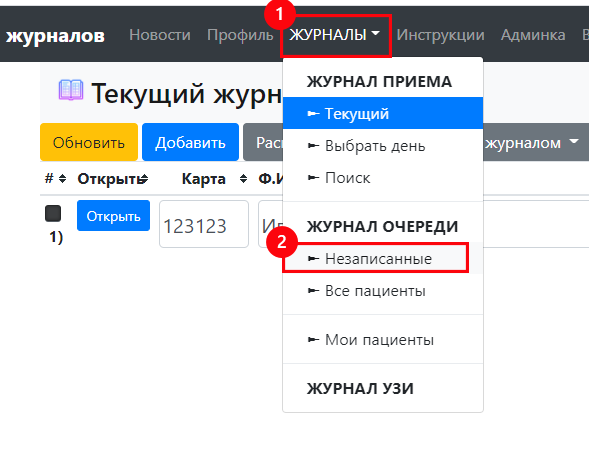 1
журналов Новости Профиль ЖУРНАЛЫ Инструкции Админка
Текущий журн
ЖУРНАЛ ПРИЕМА
Текущий
Обновить Добавить журналом
Выбрать день
# Открыть Карта Ф.И
Поиск
Открыть 123123
1)
ЖУРНАЛ ОЧЕРЕДИ
2
Незаписанные
Все пациенты
Мои пациенты
ЖУРНАЛ УЗИ